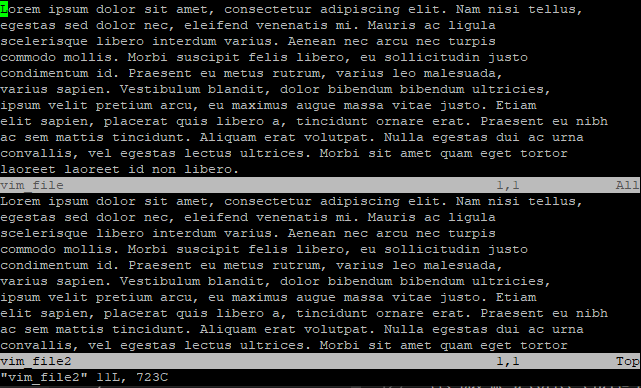 Lorem ipsum dolor sit amet, consectetur adipiscing elit. Nam nisi tellus,
egestas sed dolor nec, eleifend venenatis mi. Mauris ac ligula
scelerisque libero interdum varius. Aenean nec arcu nec turpis
commodo mollis. Morbi suscipit felis libero, eu sollicitudin justo
condimentum id. Praesent eu metus rutrum, varius leo malesuada,
varius sapien. Vestibulum blandit, dolor bibendum bibendum ultricies,
ipsum velit pretium arcu, eu maximus augue massa vitae justo. Etiam
elit sapien, placerat quis libero a, tincidunt ornare erat. Praesent eu nibh
ac sem mattis tincidunt. Aliquam erat volutpat. Nulla egestas dui ac urna
convallis, vel egestas lectus ultrices. Morbi sit amet quam eget tortor
laoreet laoreet id non libero.
vim_file 1,1 All
Lorem ipsum dolor sit amet, consectetur adipiscing elit. Nam nisi tellus,
egestas sed dolor nec, eleifend venenatis mi. Mauris ac ligula
scelerisque libero interdum varius. Aenean nec arcu nec turpis
commodo mollis. Morbi suscipit felis libero, eu sollicitudin justo
condimentum id. Praesent eu metus rutrum, varius leo malesuada,
varius sapien. Vestibulum blandit, dolor bibendum bibendum ultricies,
ipsum velit pretium arcu, eu maximus augue massa vitae justo. Etiam
elit sapien, placerat quis libero a, tincidunt ornare erat. Praesent eu nibh
ac sem mattis tincidunt. Aliquam erat volutpat. Nulla egestas dui ac urna
convallis, vel egestas lectus ultrices. Morbi sit amet quam eget tortor
vim_file2 1,1 Top
"vim_file2" 11L, 723C